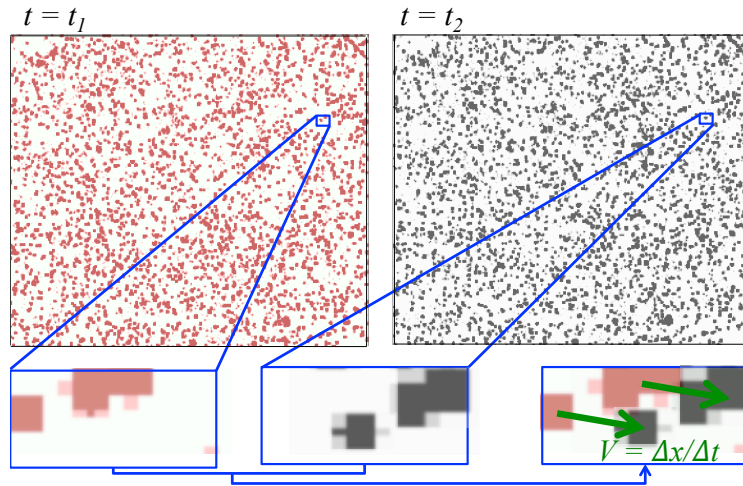 t = t₁
t = t₂
V = Δx/Δt